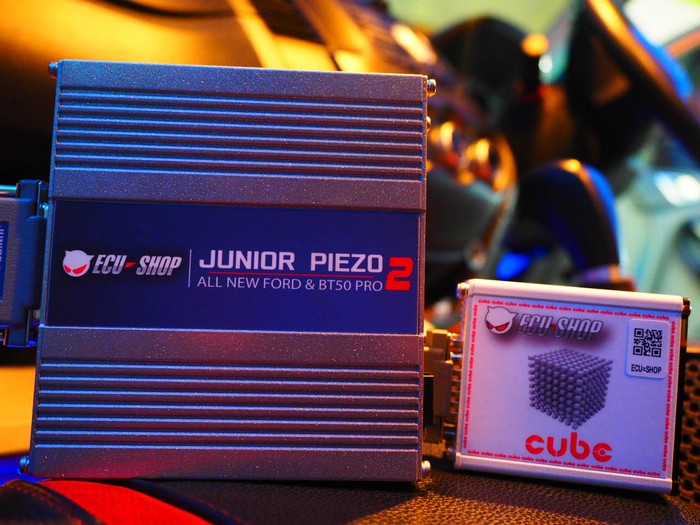 ECU-SHOP
JUNIOR PIEZO 2
ALL NEW FORD & BT50 PRO
ECU-SHOP
ECU=SHOP
cube